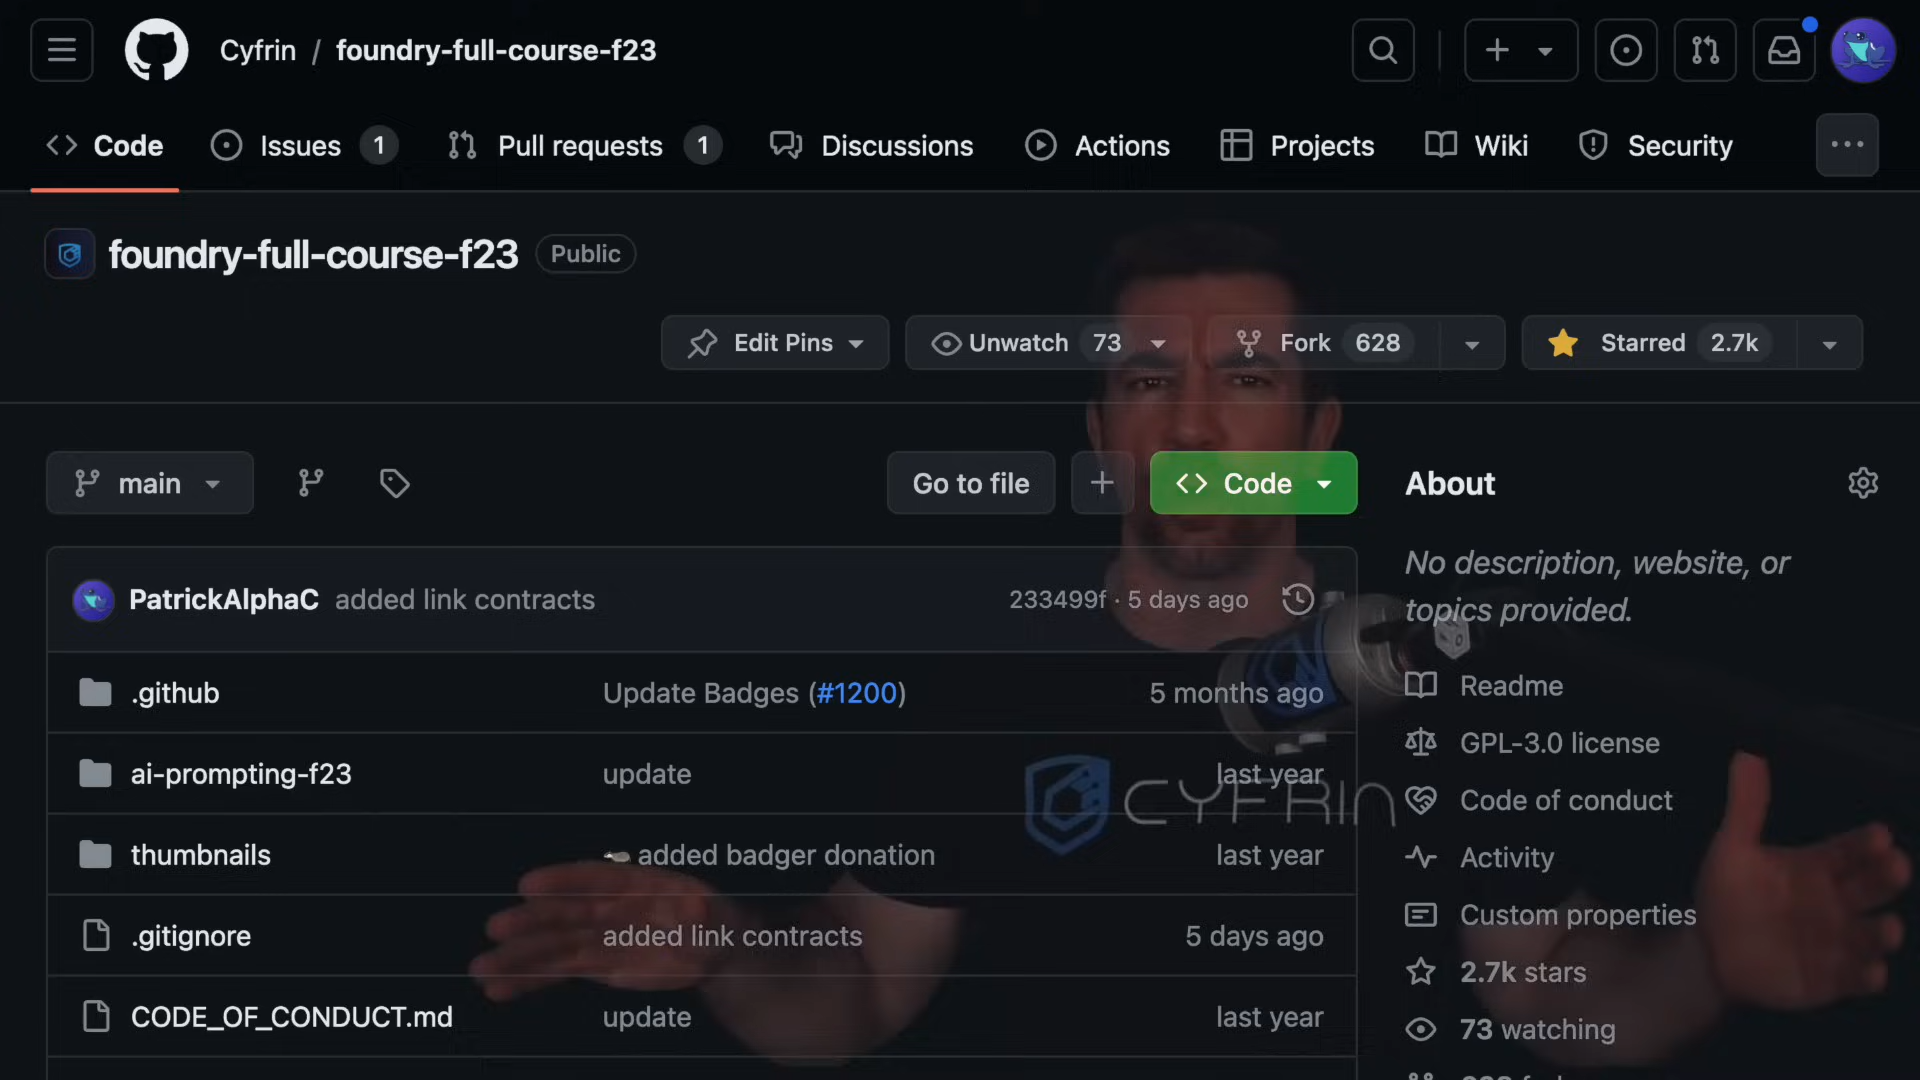 Cyfrin / foundry-full-course-f23
Code Issues 1 Pull requests 1 Discussions Actions Projects Wiki Security
foundry-full-course-f23 Public
Edit Pins Unwatch 73 Fork 628 Starred 2.7k
main Go to file Code About
No description, website, or
topics provided.
PatrickAlphaC added link contracts 233499f · 5 days ago
.github Update Badges (#1200) 5 months ago
ai-prompting-f23 update last year
thumbnails added badger donation last year
.gitignore added link contracts 5 days ago
CODE_OF_CONDUCT.md update last year
Readme
GPL-3.0 license
Code of conduct
Activity
Custom properties
2.7k stars
73 watching
CYFRIN